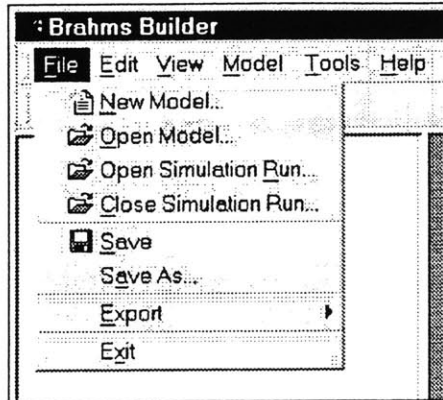 Brahms Builder
File Edit View Model Tools Help
New Model...
Open Model...
Open Simulation Run...
Close Simulation Run...
Save
Save As...
Export
Exit